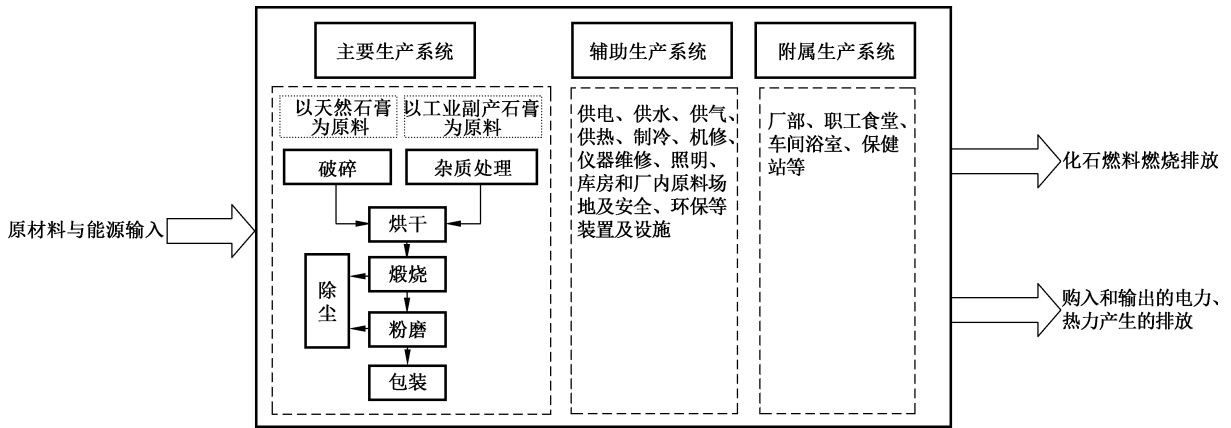 主要生产系统
辅助生产系统
附属生产系统
以天然石膏
为原料
以工业副产石膏
为原料
破碎
杂质处理
烘干
煅烧
除
尘
粉磨
包装
供电、供水、供气、
供热、制冷、机修、
仪器维修、照明、
库房和厂内原料场
地及安全、环保等
装置及设施
厂部、职工食堂、
车间浴室、保健
站等
原材料与能源输入
化石燃料燃烧排放
购入和输出的电力、
热力产生的排放